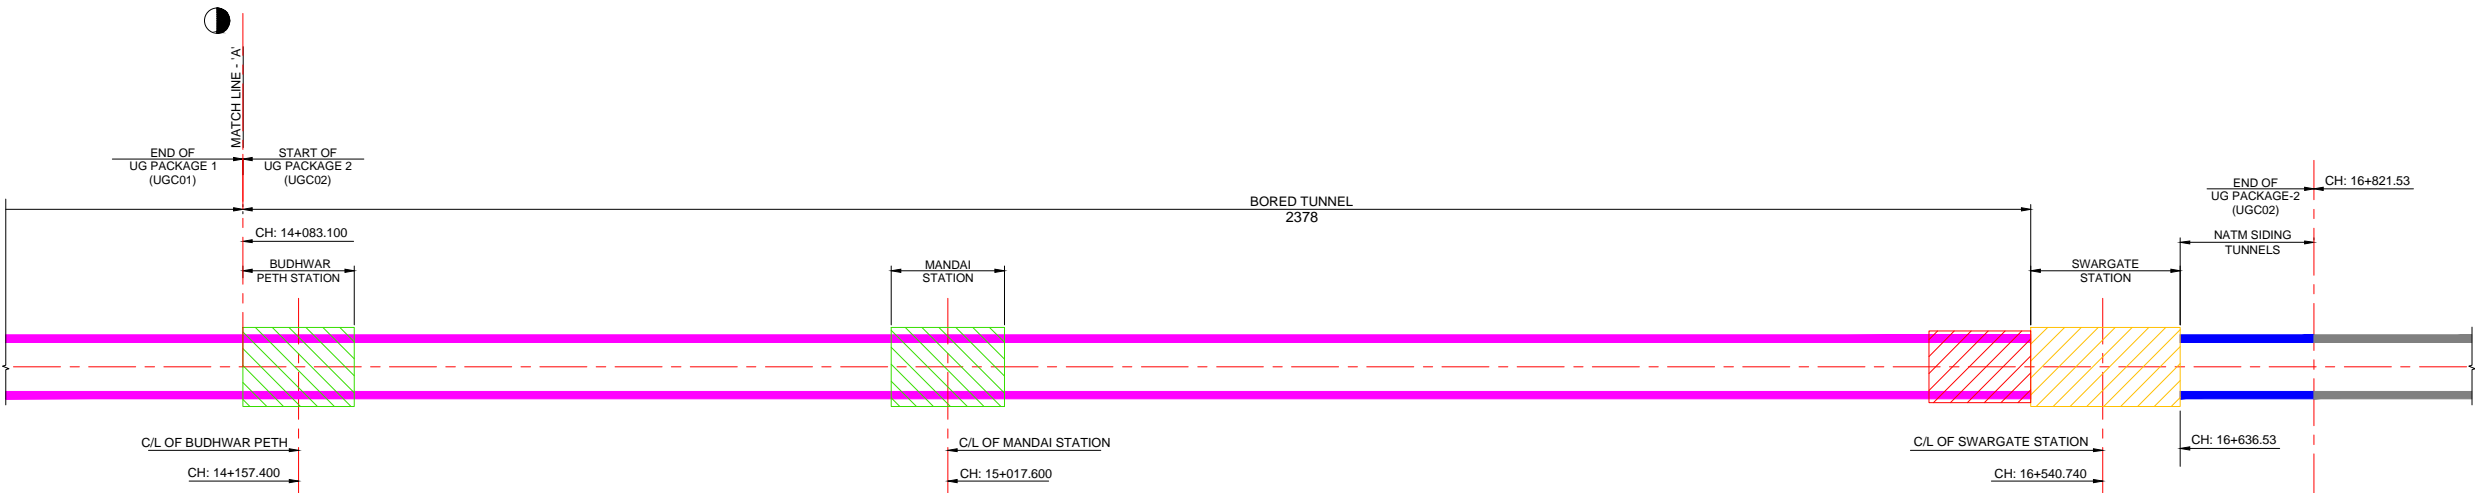 MATCH LINE - 'A'
END OF
UG PACKAGE 1
(UGC01)
START OF
UG PACKAGE 2
(UGC02)
BORED TUNNEL
2378
END OF
UG PACKAGE-2
(UGC02)
CH: 16+821.53
CH: 14+083.100
NATM SIDING
TUNNELS
BUDHWAR
PETH STATION
MANDAI
STATION
SWARGATE
STATION
C/L OF BUDHWAR PETH
CH: 14+157.400
C/L OF MANDAI STATION
CH: 15+017.600
C/L OF SWARGATE STATION
CH: 16+540.740
CH: 16+636.53